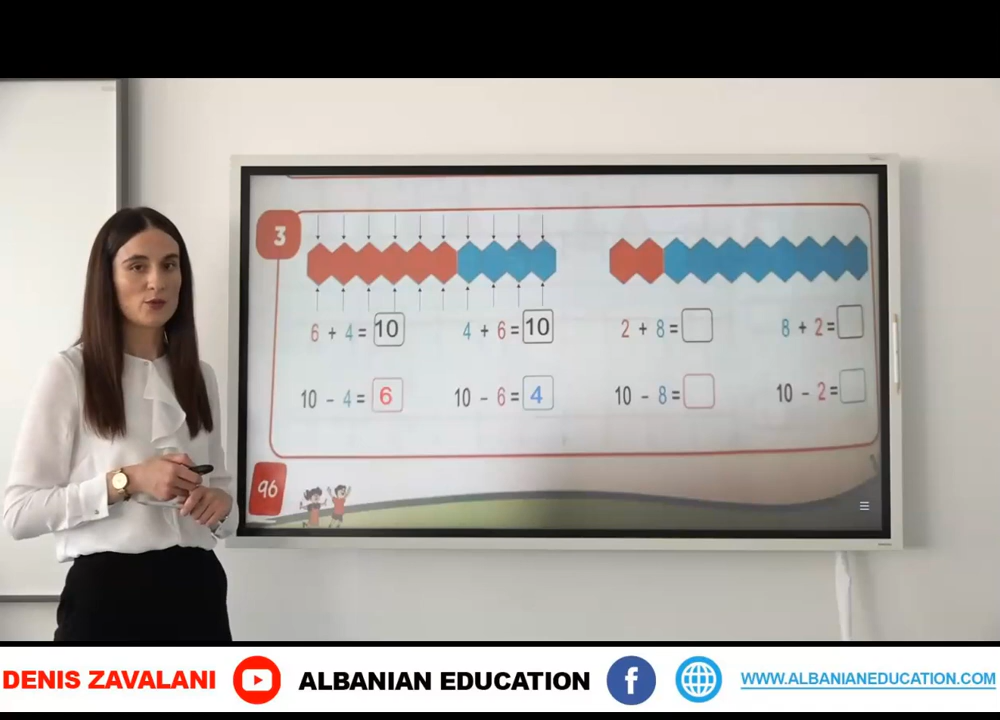 3
6 + 4 = 10 4 + 6 = 10 2 + 8 = 8 + 2 =
10 - 4 = 6 10 - 6 = 4 10 - 8 = 10 - 2 =
96
DENIS ZAVALANI ALBANIAN EDUCATION f WWW.ALBANIANEDUCATION.COM